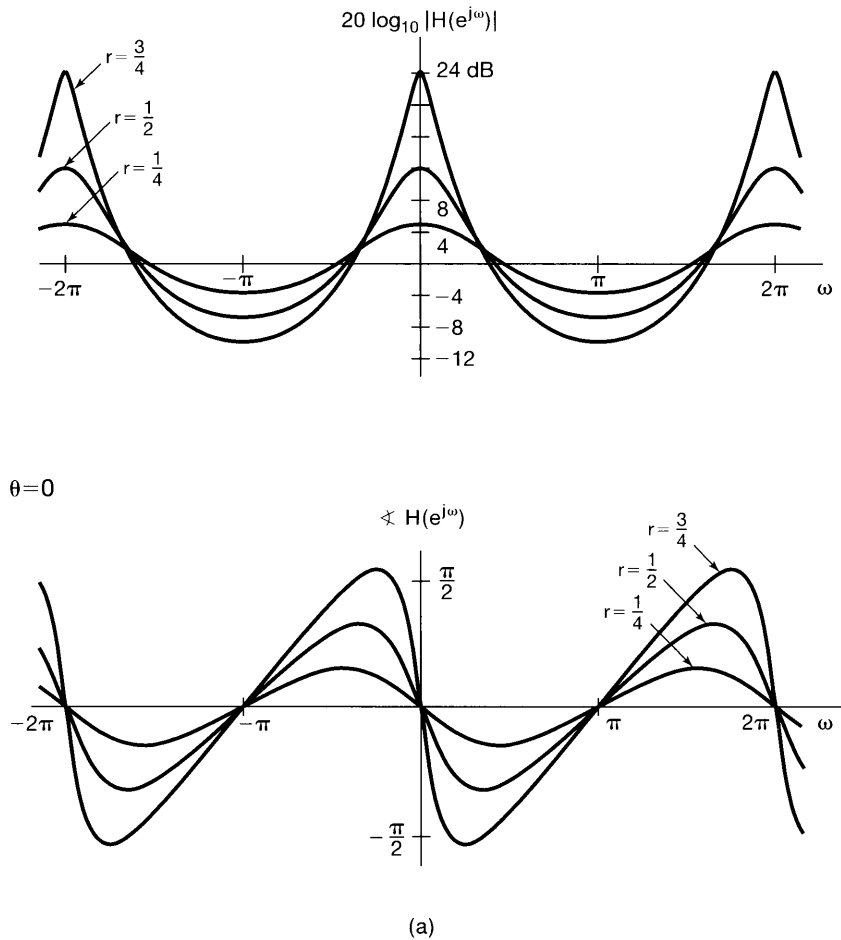 20 log₁₀ |H(e^{jω})|
r = 3/4
24 dB
r = 1/2
r = 1/4
8
4
−2π
−π
π
2π
ω
−4
−8
−12
θ=0
∢ H(e^{jω})
r = 3/4
π/2
r = 1/2
r = 1/4
−2π
−π
π
2π
ω
−π/2
(a)